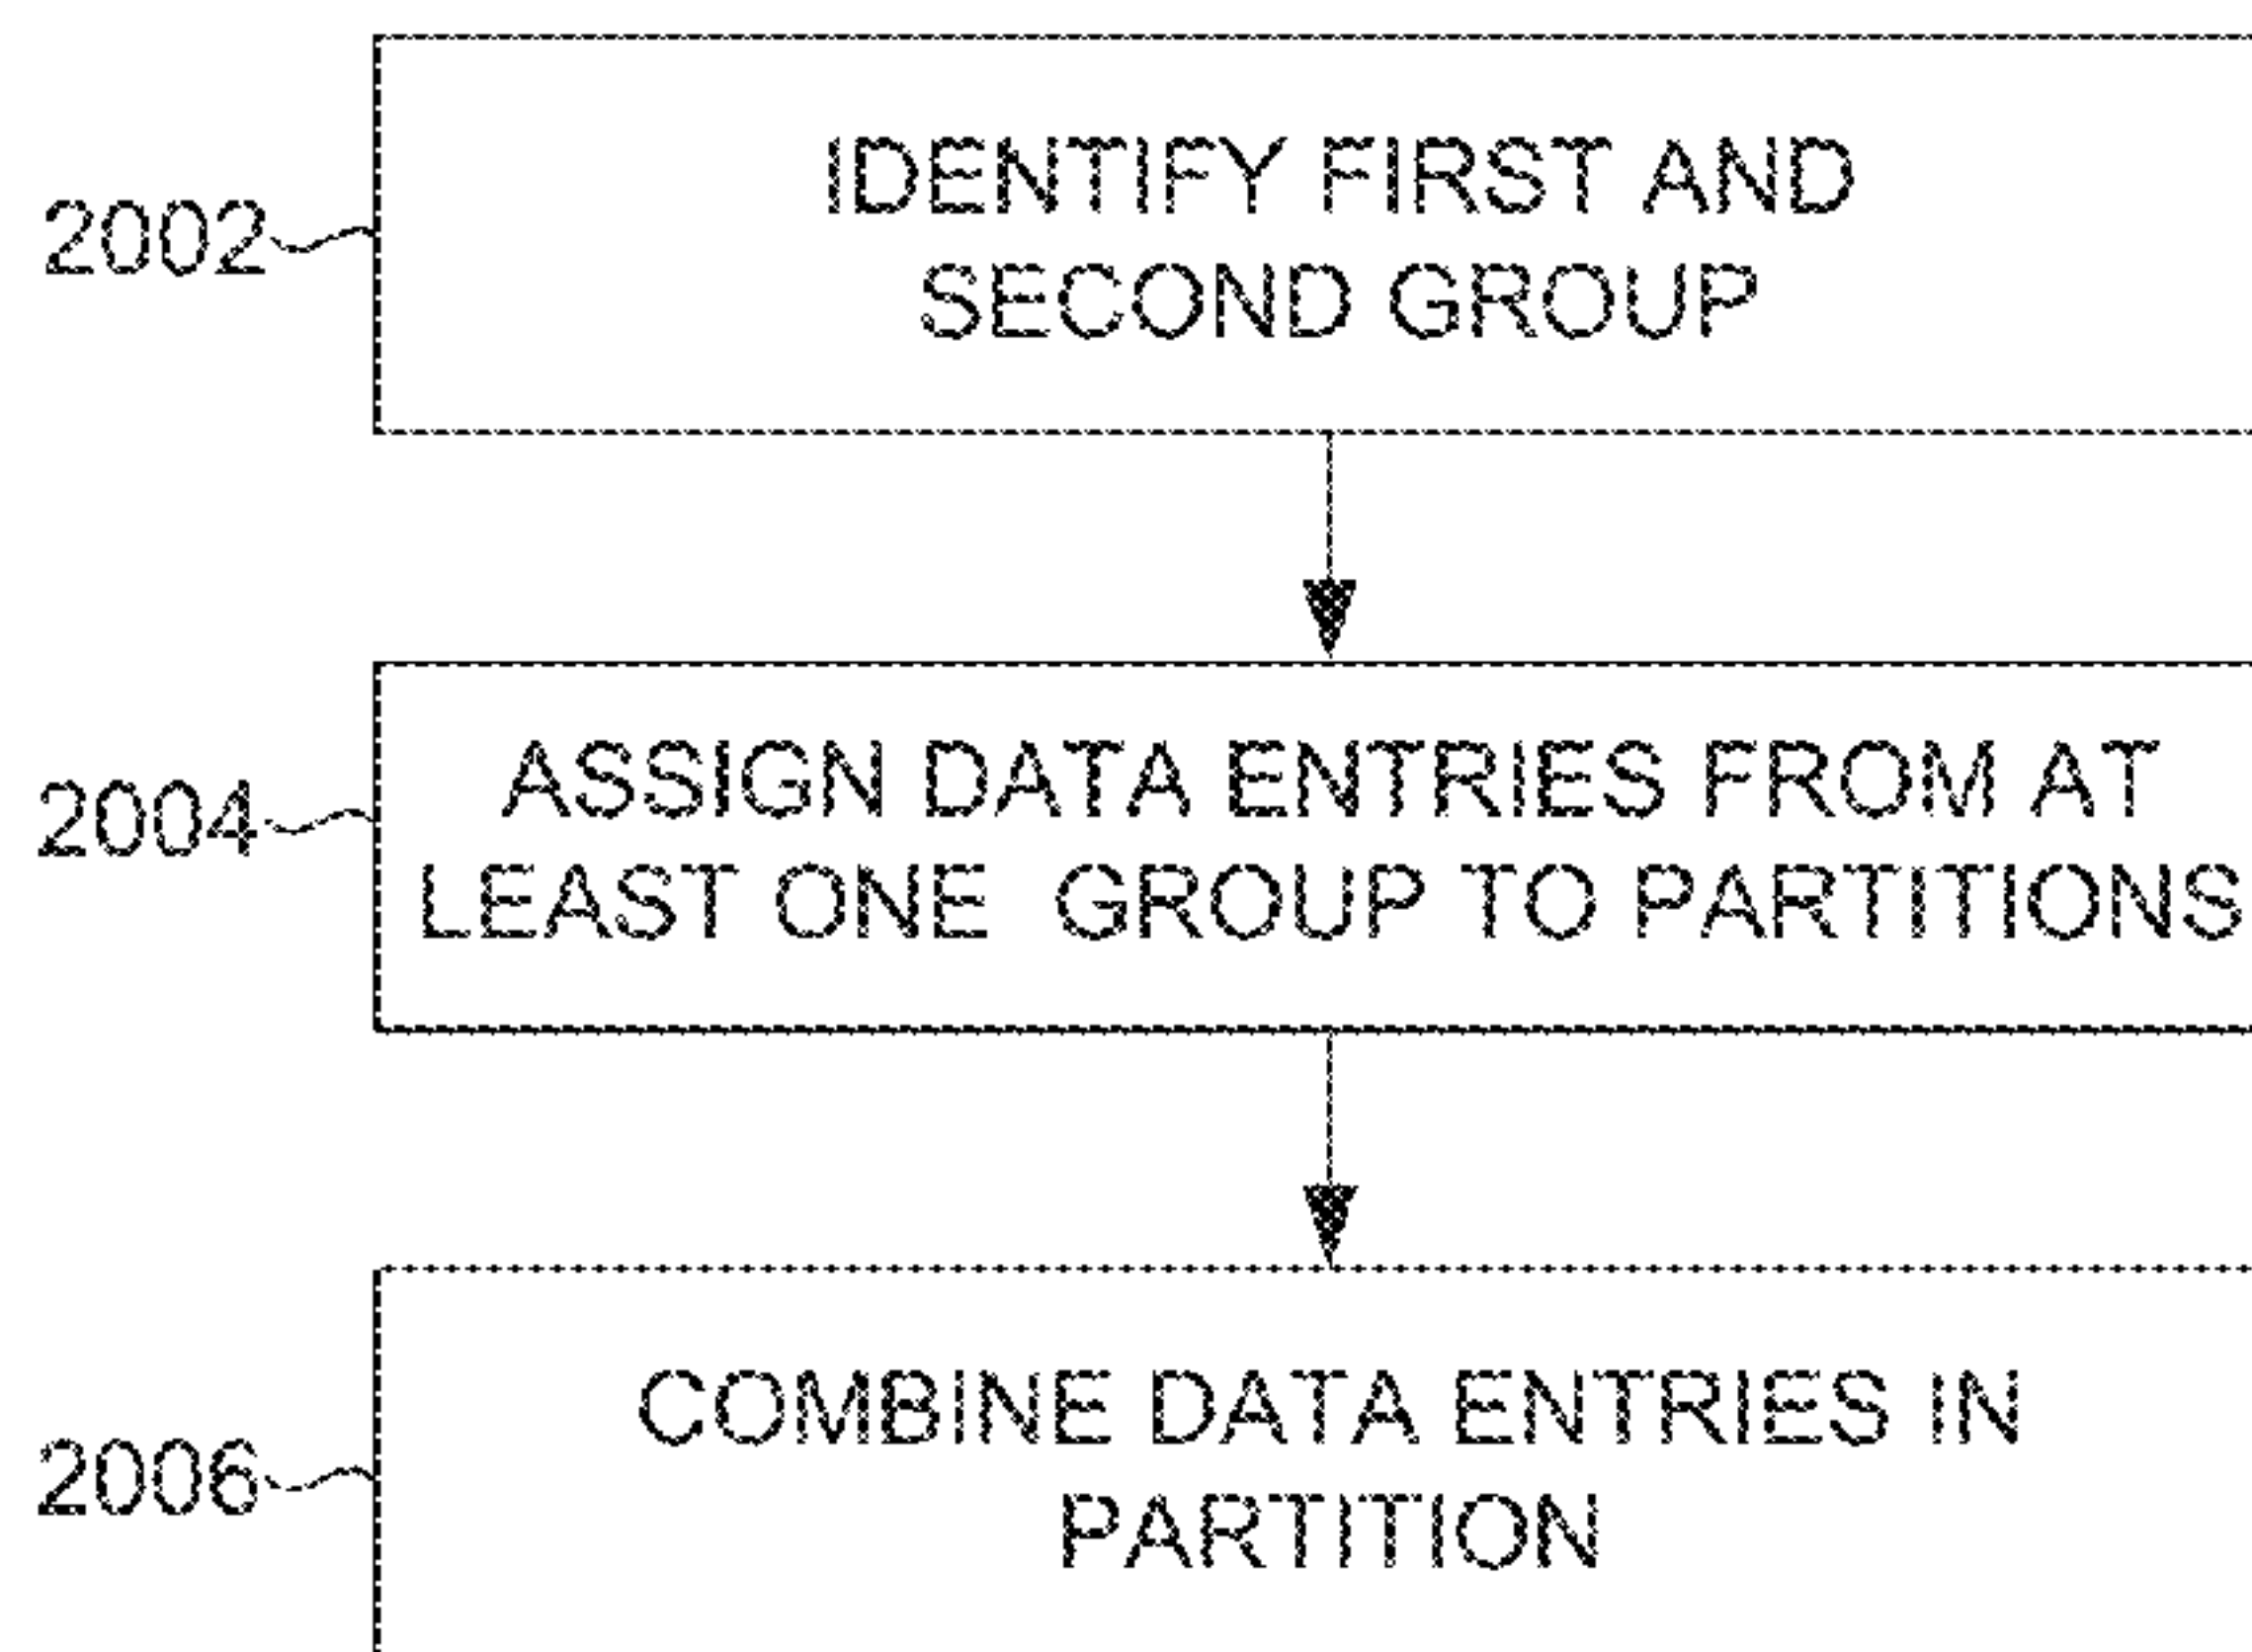 2002
IDENTIFY FIRST AND
SECOND GROUP
2004
ASSIGN DATA ENTRIES FROM AT
LEAST ONE GROUP TO PARTITIONS
2006
COMBINE DATA ENTRIES IN
PARTITION